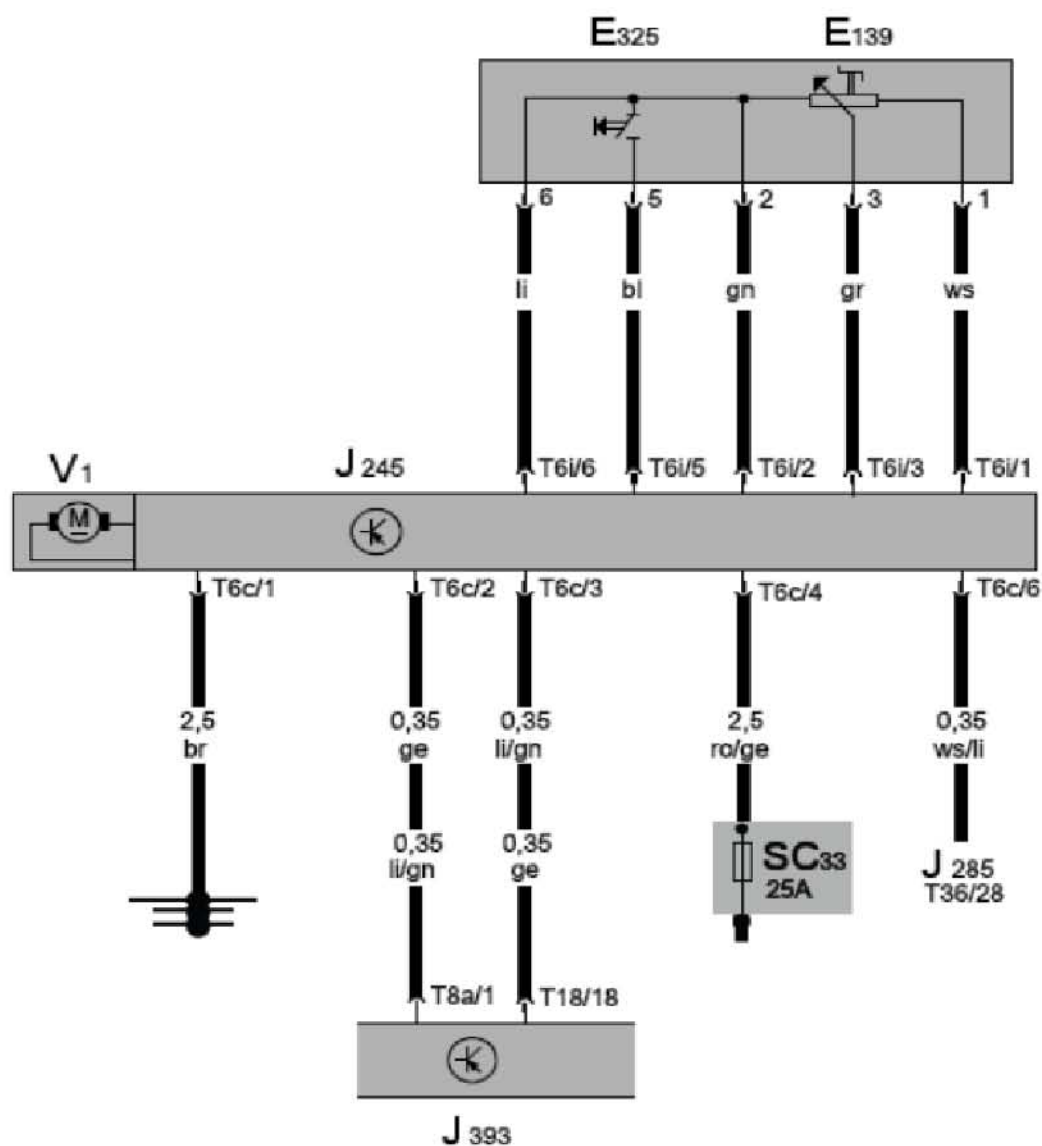 E325 E139
6 5 2 3 1
li bl gn gr ws
V1 J 245 T6i/6 T6i/5 T6i/2 T6i/3 T6i/1
M
T6c/1 T6c/2 T6c/3 T6c/4 T6c/6
2,5 0,35 0,35 2,5 0,35
br ge li/gn ro/ge ws/li
0,35 0,35
li/gn ge
SC33
25A
J 285
T36/28
T8a/1 T18/18
J 393